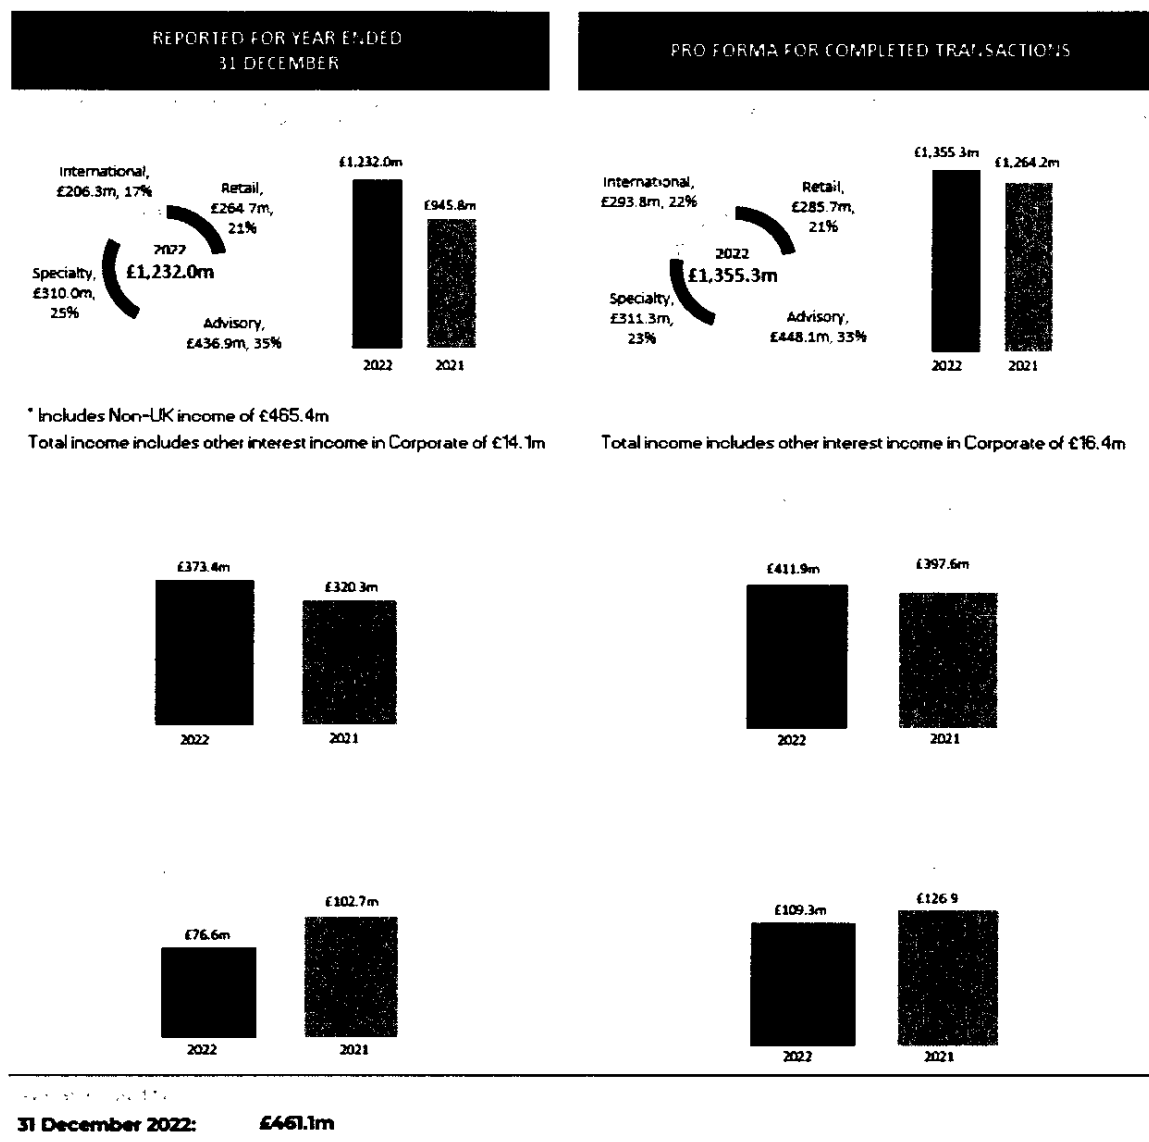 REPORTED FOR YEAR ENDED
31 DECEMBER
International,
£206.3m, 17%
Retail,
£264.7m,
21%
2022
£1,232.0m
Specialty,
£310.0m,
25%
Advisory,
£436.9m, 35%
£1,232.0m
£945.8m
2022
2021
* Includes Non-UK income of £465.4m
Total income includes other interest income in Corporate of £14.1m
£373.4m
£320.3m
2022
2021
£76.6m
£102.7m
2022
2021
PRO FORMA FOR COMPLETED TRANSACTIONS
International,
£293.8m, 22%
Retail,
£285.7m,
21%
2022
£1,355.3m
Specialty,
£311.3m,
23%
Advisory,
£448.1m, 33%
£1,355.3m
£1,264.2m
2022
2021
Total income includes other interest income in Corporate of £16.4m
£411.9m
£397.6m
2022
2021
£109.3m
£126.9
2022
2021
31 December 2022:
£461.1m